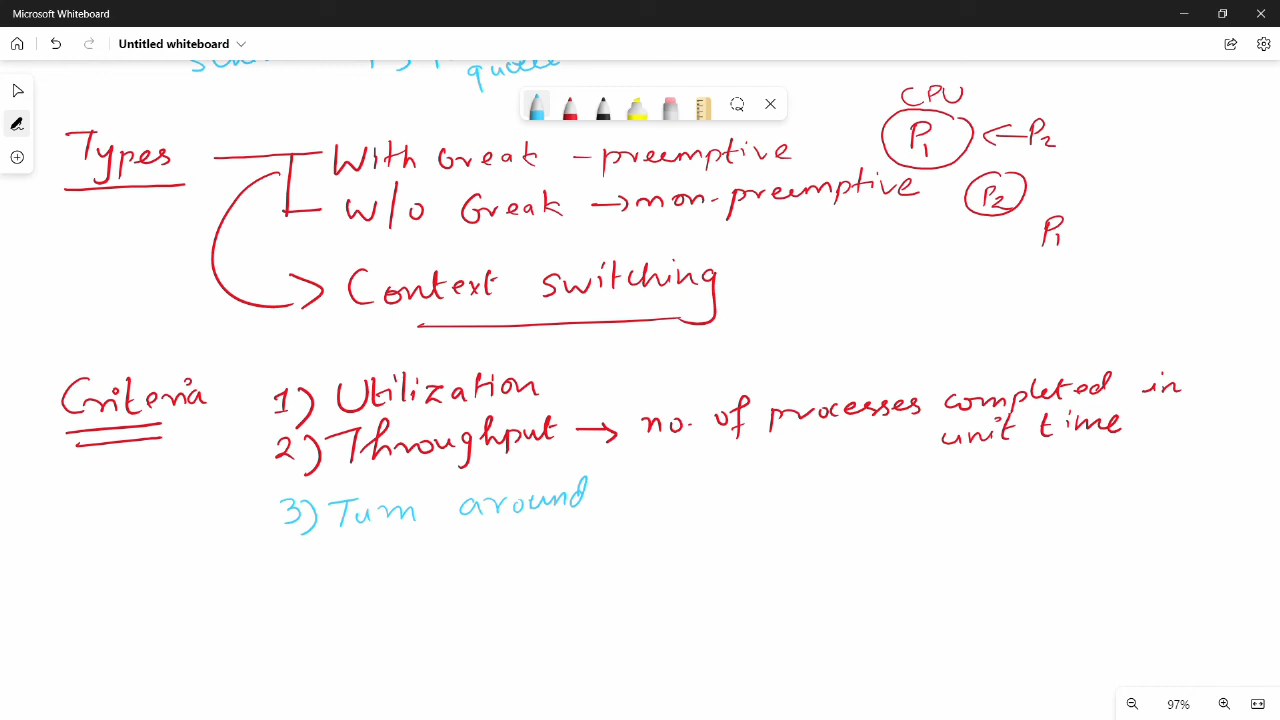 Microsoft Whiteboard
Untitled whiteboard
CPU
Types
With Break - preemptive
P1 ← P2
W/o Break → non-preemptive
P2
P1
Context switching
Criteria
1) Utilization
2) Throughput → no. of processes completed in
unit time
3) Turn around
97%